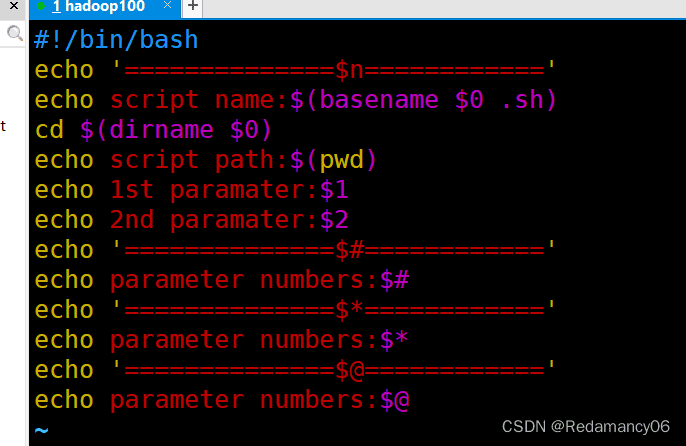 1 hadoop100
t
#!/bin/bash
echo '==============$n============'
echo script name:$(basename $0 .sh)
cd $(dirname $0)
echo script path:$(pwd)
echo 1st paramater:$1
echo 2nd paramater:$2
echo '==============$#============'
echo parameter numbers:$#
echo '==============$*============'
echo parameter numbers:$*
echo '==============$@============'
echo parameter numbers:$@
~
CSDN @Redamancy06